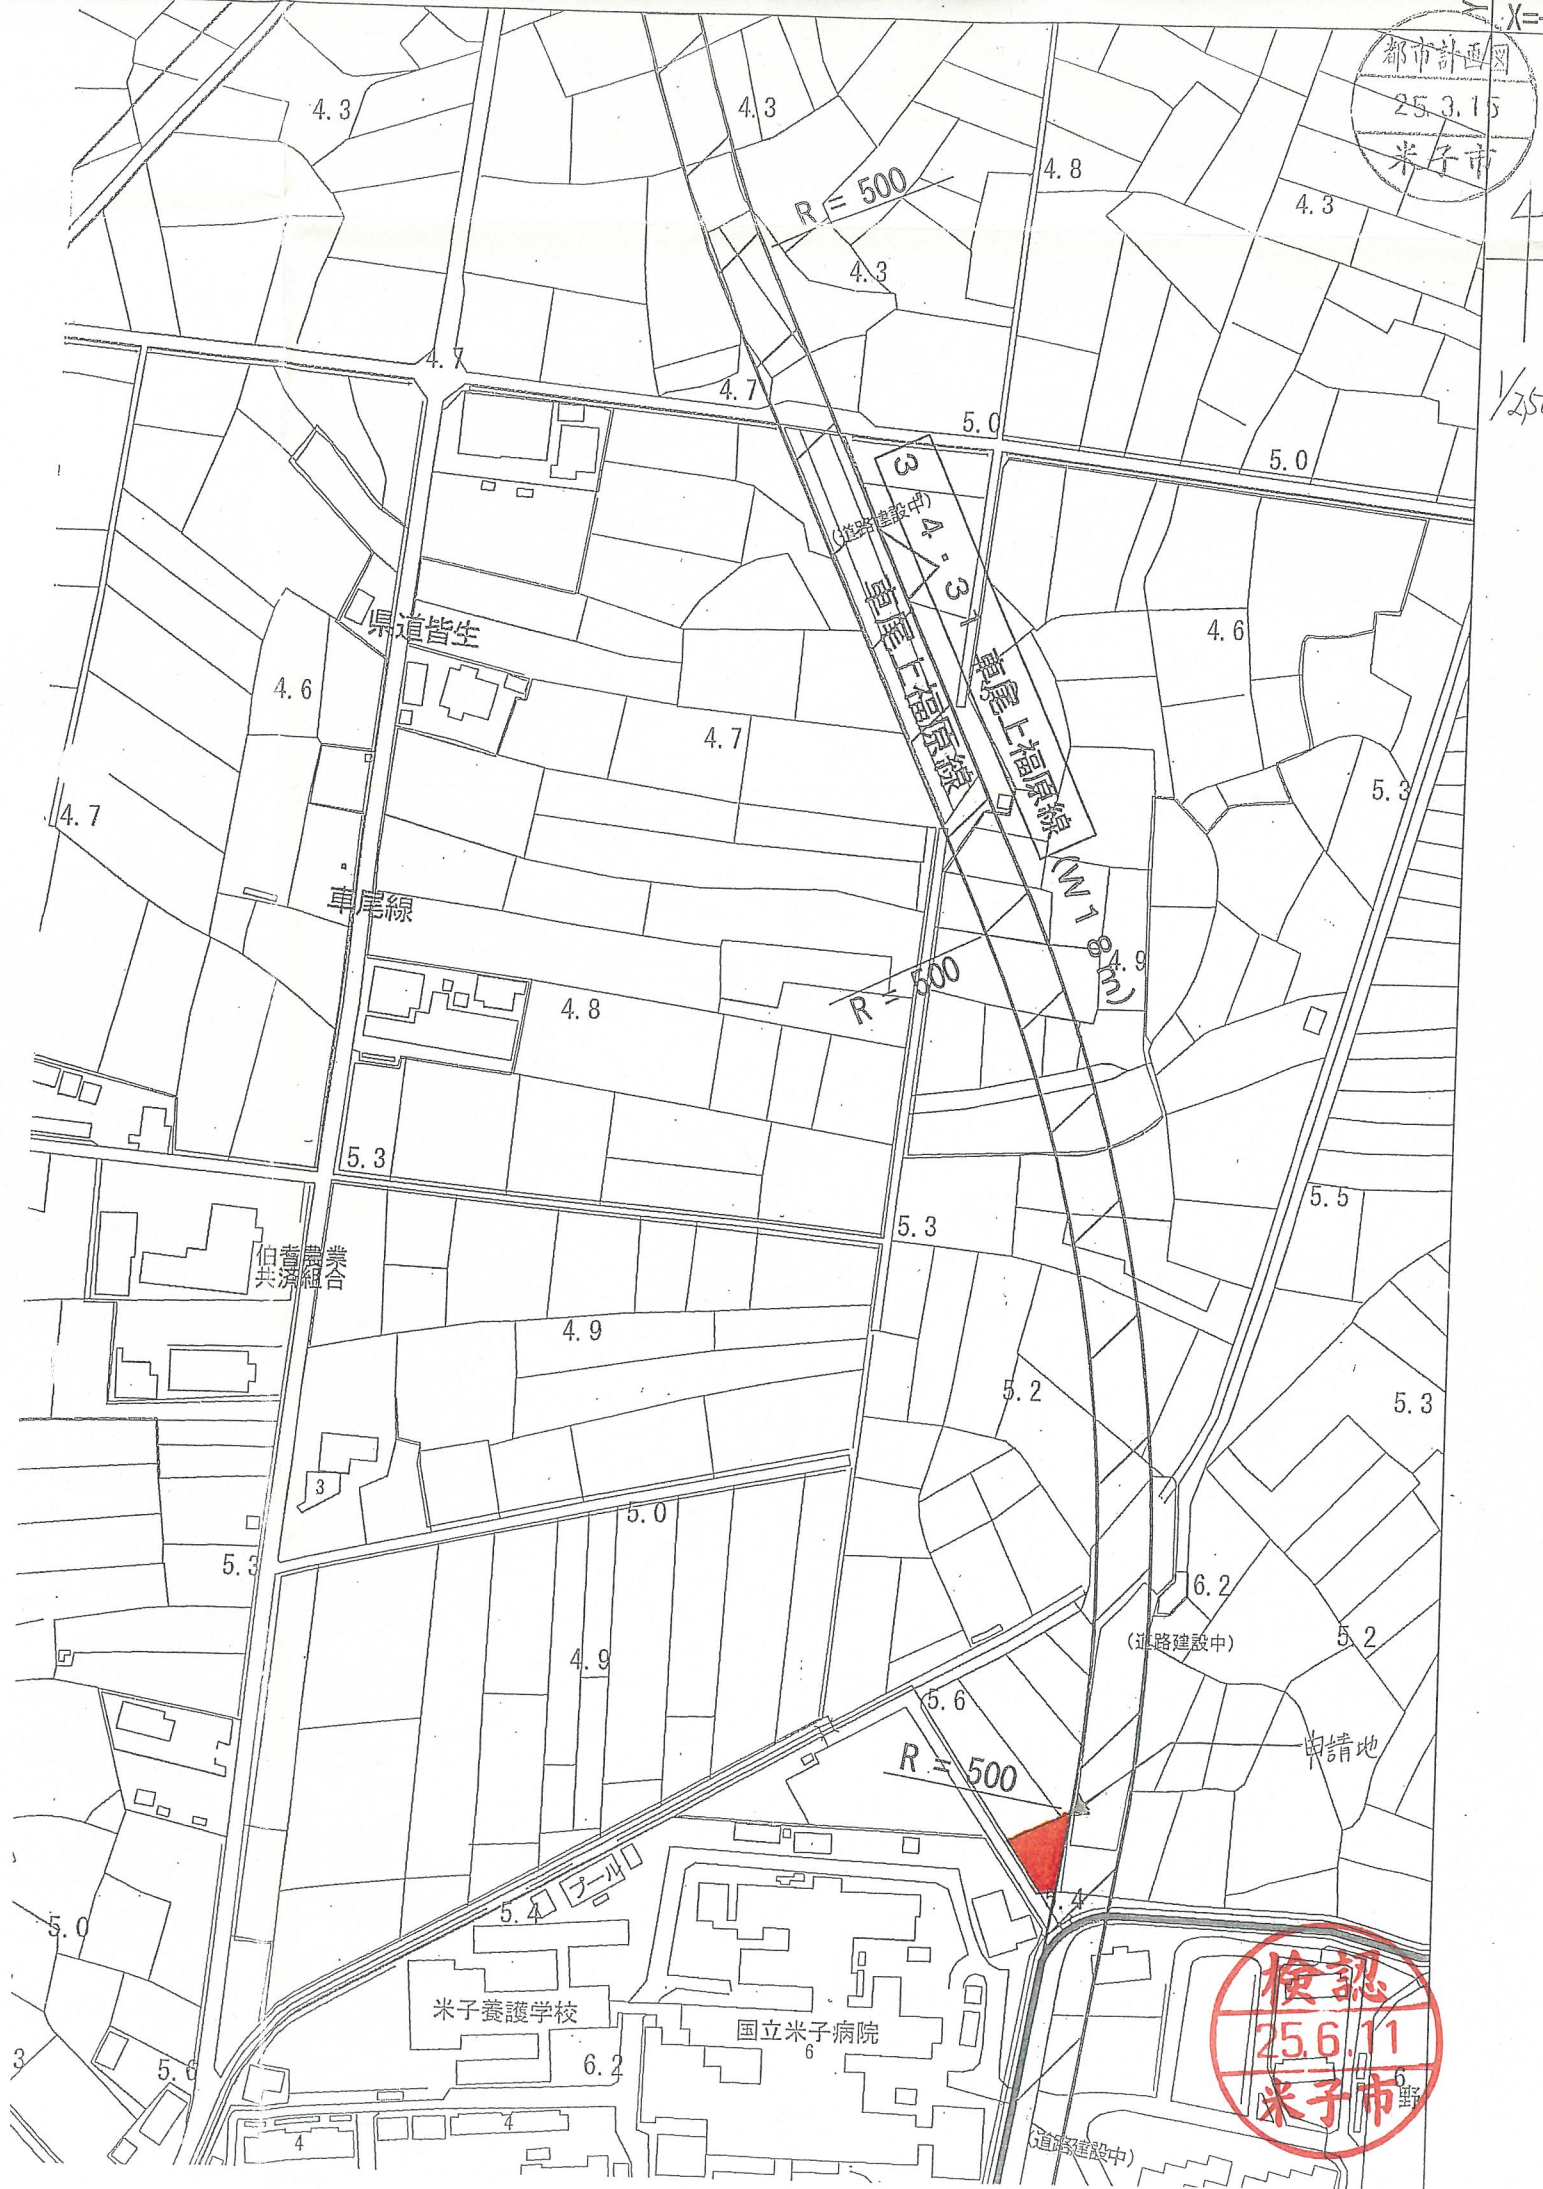 Y
X=-
都市計画図
25.3.15
米子市
4.3
4.3
4.8
R = 500
4.3
4.3
4.7
4.7
5.0
5.0
3・4・3
(道路建設中)
車尾上福原線
車尾上福原線
(W18m)
県道皆生
4.6
4.6
4.7
4.7
5.3
車尾線
4.9
R = 500
4.8
5.3
5.5
5.3
伯耆農業
共済組合
4.9
5.2
5.3
3
5.0
5.3
6.2
(道路建設中)
5.2
4.9
5.6
申請地
R = 500
5.4
プール
5.4
5.0
検認
25.6.11
米子市
米子養護学校
国立米子病院
6
6.2
5.6
3
6
野
4
4
(道路建設中)